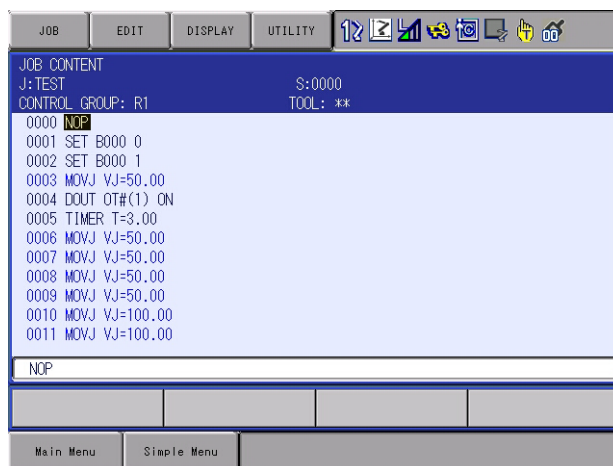 JOB EDIT DISPLAY UTILITY
JOB CONTENT
J:TEST S:0000
CONTROL GROUP: R1 TOOL: **
0000 NOP
0001 SET B000 0
0002 SET B000 1
0003 MOVJ VJ=50.00
0004 DOUT OT#(1) ON
0005 TIMER T=3.00
0006 MOVJ VJ=50.00
0007 MOVJ VJ=50.00
0008 MOVJ VJ=50.00
0009 MOVJ VJ=50.00
0010 MOVJ VJ=100.00
0011 MOVJ VJ=100.00
NOP
Main Menu Simple Menu